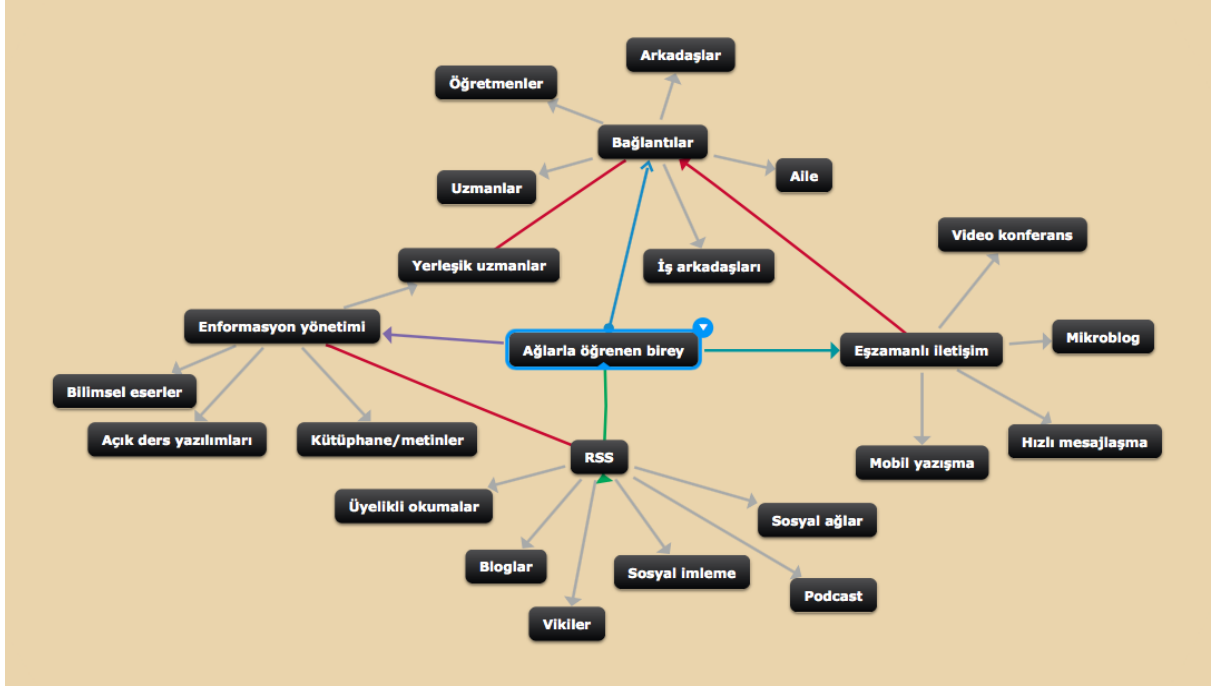 Arkadaşlar
Öğretmenler
Bağlantılar
Aile
Uzmanlar
Video konferans
Yerleşik uzmanlar
İş arkadaşları
Enformasyon yönetimi
Mikroblog
Ağlarla öğrenen birey
Eşzamanlı iletişim
Bilimsel eserler
Açık ders yazılımları
Kütüphane/metinler
Hızlı mesajlaşma
RSS
Mobil yazışma
Üyelikli okumalar
Sosyal ağlar
Bloglar
Sosyal imleme
Podcast
Vikiler